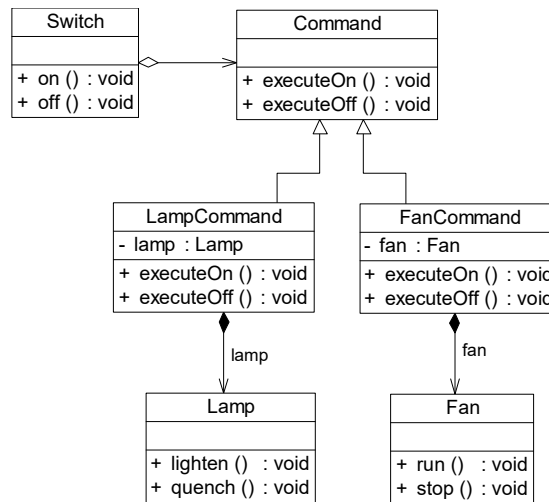 Switch
+ on () : void
+ off () : void
Command
+ executeOn () : void
+ executeOff () : void
LampCommand
- lamp : Lamp
+ executeOn () : void
+ executeOff () : void
FanCommand
- fan : Fan
+ executeOn () : void
+ executeOff () : void
lamp
fan
Lamp
+ lighten () : void
+ quench () : void
Fan
+ run () : void
+ stop () : void